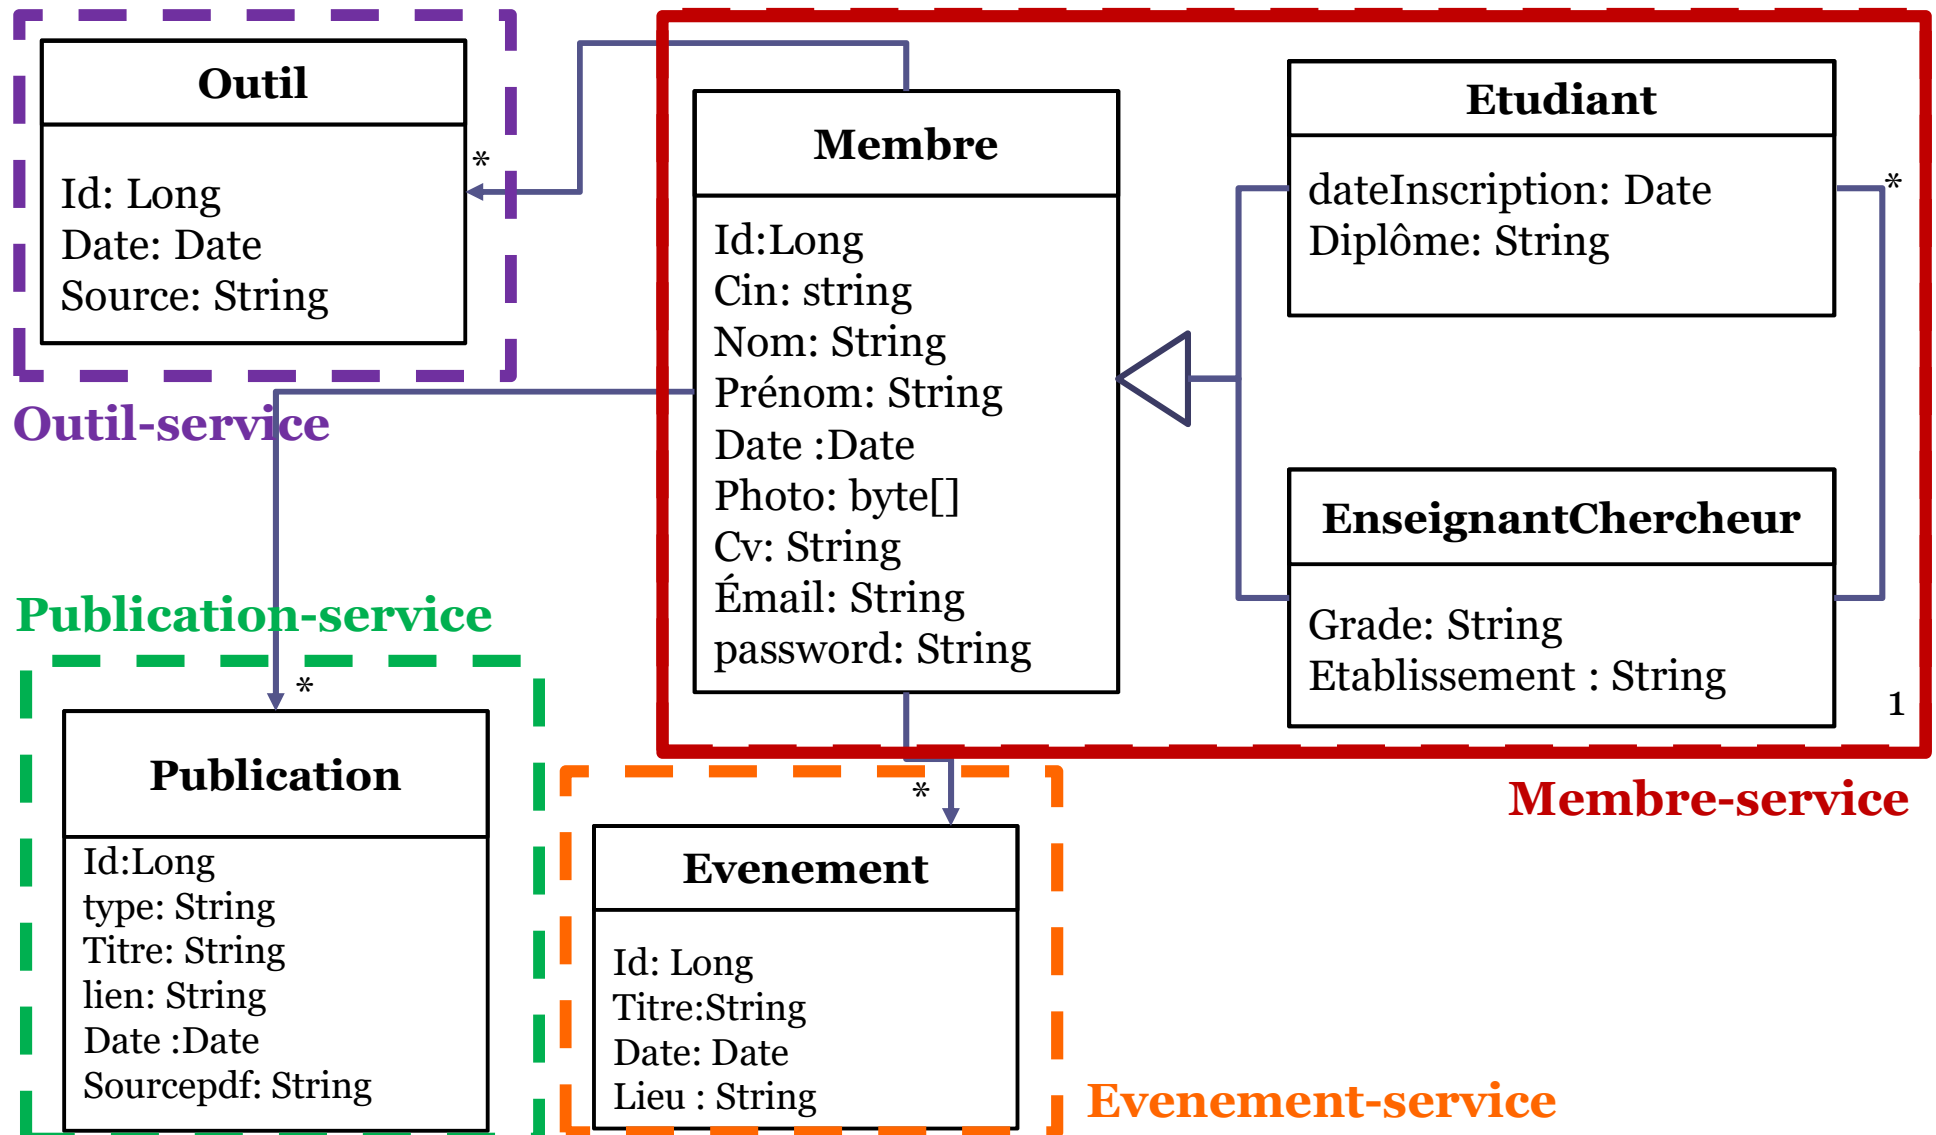 Outil
*
Id: Long
Date: Date
Source: String
Outil-service
Membre
Id:Long
Cin: string
Nom: String
Prénom: String
Date :Date
Photo: byte[]
Cv: String
Émail: String
password: String
Etudiant
*
dateInscription: Date
Diplôme: String
EnseignantChercheur
Grade: String
Etablissement : String
1
Membre-service
Publication-service
*
Publication
Id:Long
type: String
Titre: String
lien: String
Date :Date
Sourcepdf: String
*
Evenement
Id: Long
Titre:String
Date: Date
Lieu : String
Evenement-service